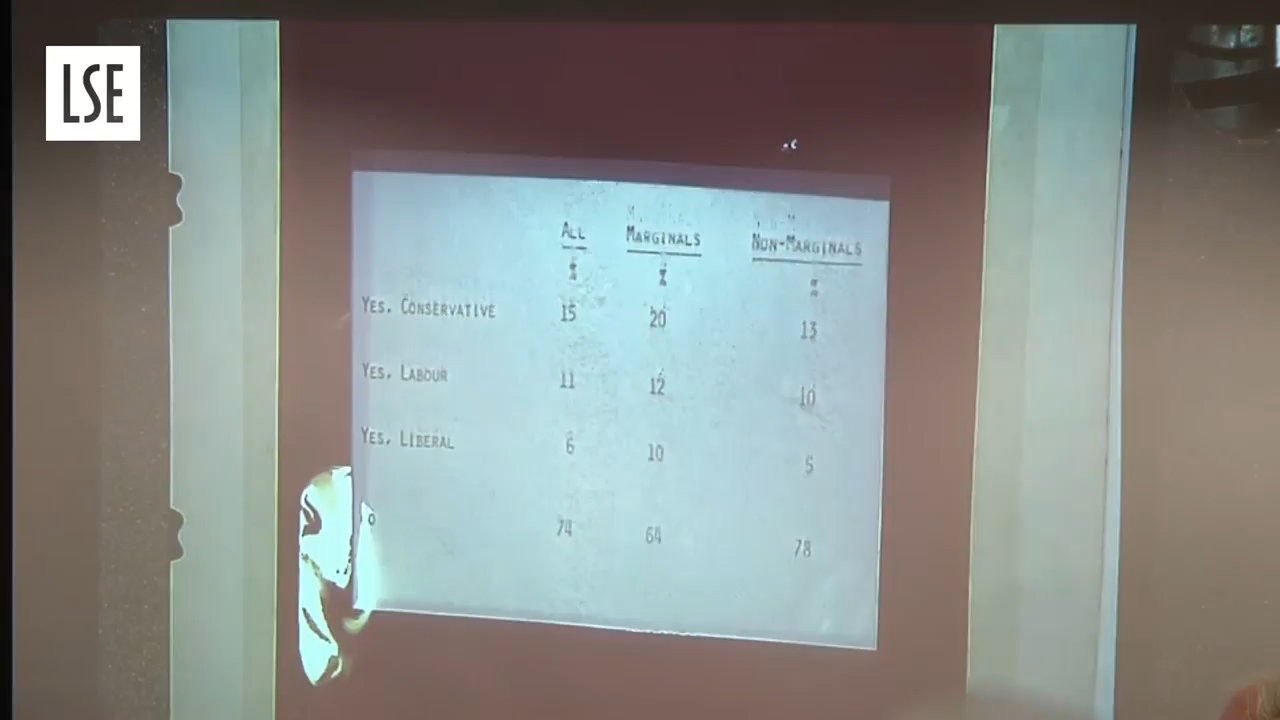 LSE
ALL MARGINALS NON-MARGINALS
% % %
YES, CONSERVATIVE 15 20 13
YES, LABOUR 11 12 10
YES, LIBERAL 6 10 5
74 64 78